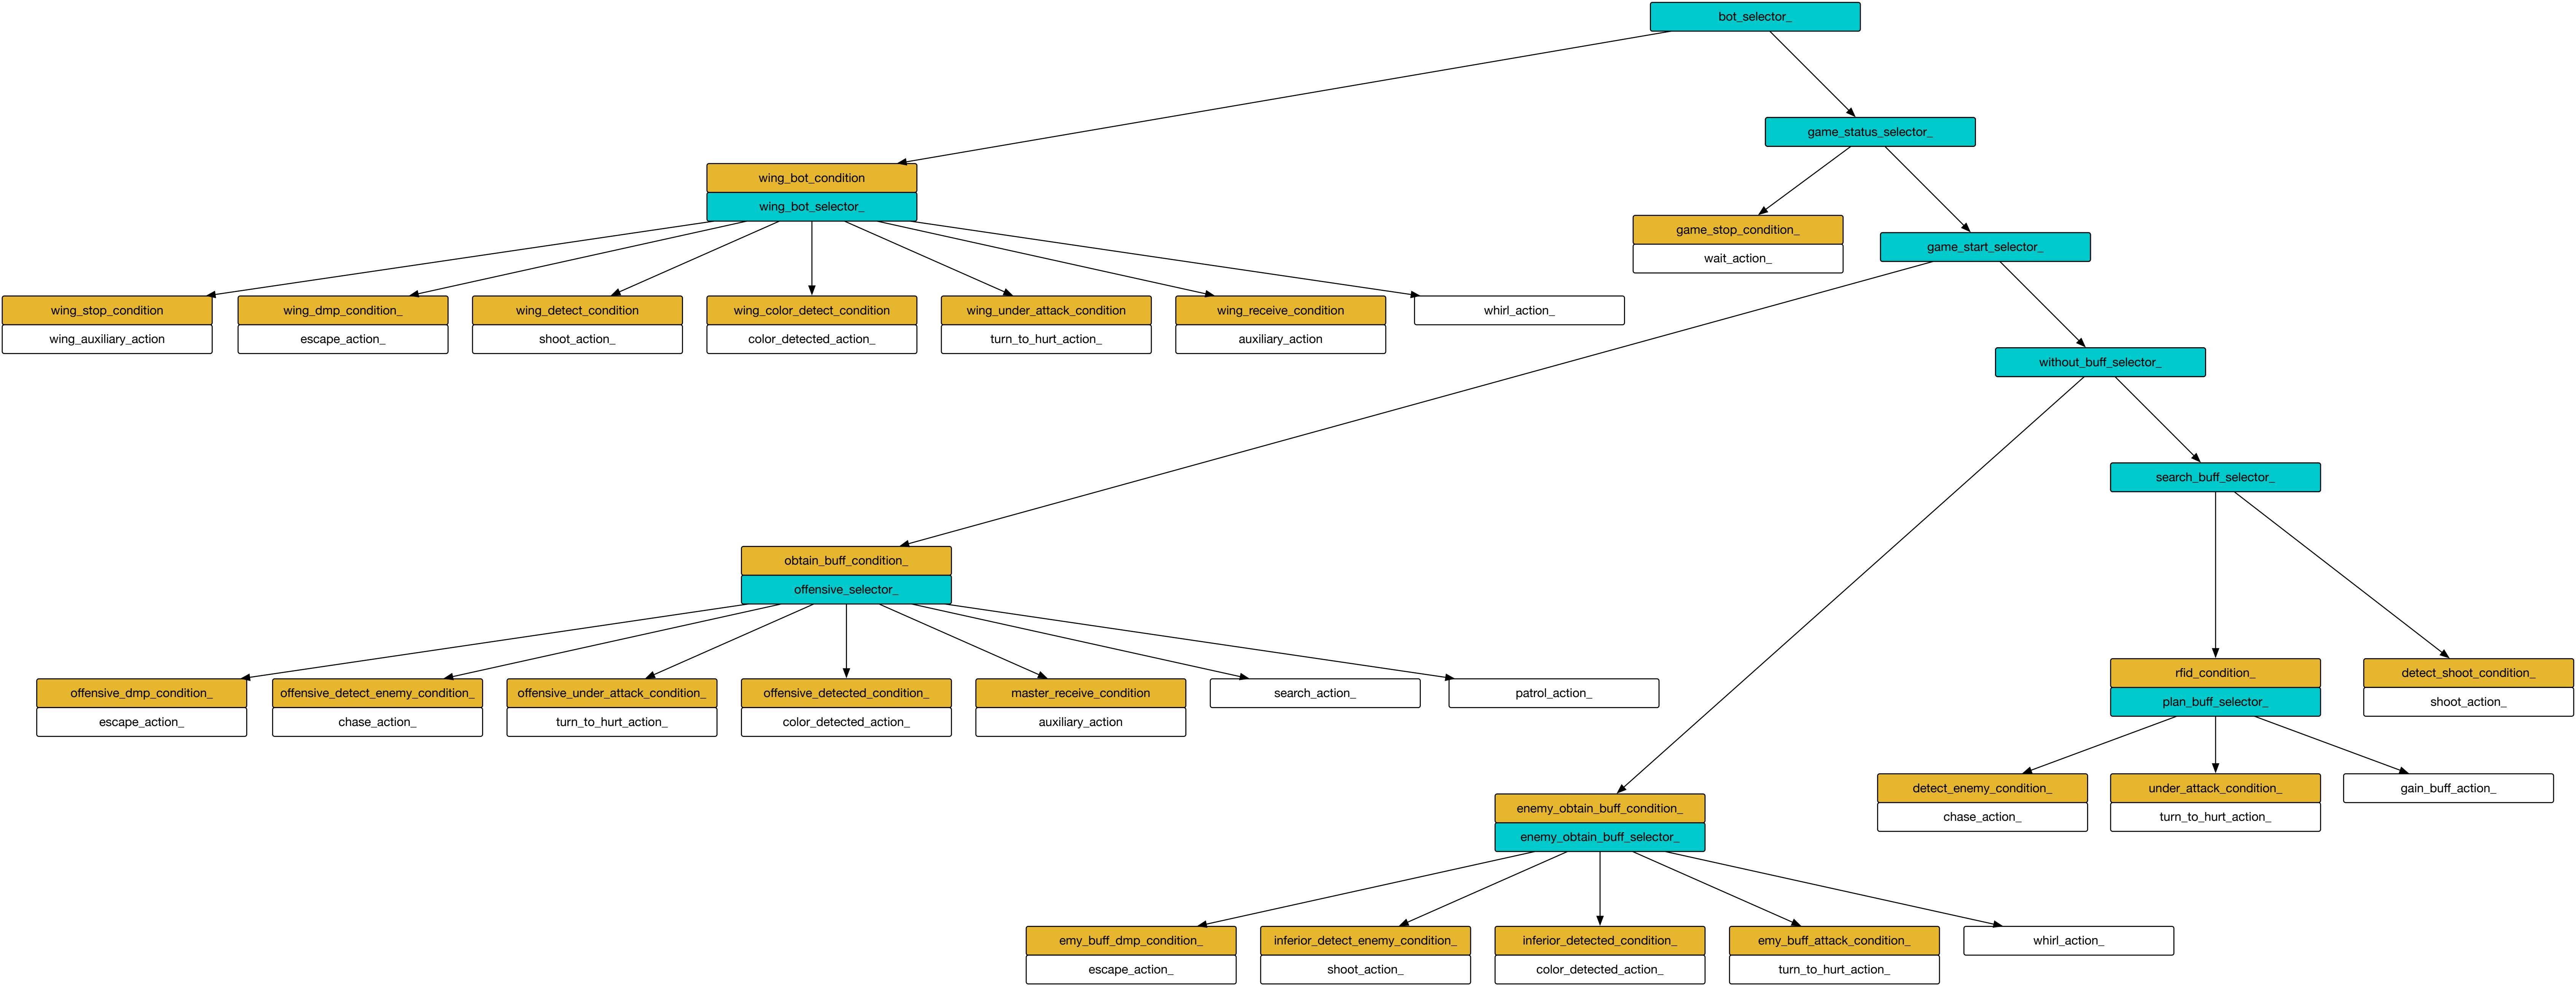 bot_selector_
game_status_selector_
wing_bot_condition
wing_bot_selector_
game_stop_condition_
wait_action_
game_start_selector_
wing_stop_condition
wing_auxiliary_action
wing_dmp_condition_
escape_action_
wing_detect_condition
shoot_action_
wing_color_detect_condition
color_detected_action_
wing_under_attack_condition
turn_to_hurt_action_
wing_receive_condition
auxiliary_action
whirl_action_
without_buff_selector_
search_buff_selector_
obtain_buff_condition_
offensive_selector_
offensive_dmp_condition_
escape_action_
offensive_detect_enemy_condition_
chase_action_
offensive_under_attack_condition_
turn_to_hurt_action_
offensive_detected_condition_
color_detected_action_
master_receive_condition
auxiliary_action
search_action_
patrol_action_
rfid_condition_
plan_buff_selector_
detect_shoot_condition_
shoot_action_
detect_enemy_condition_
chase_action_
under_attack_condition_
turn_to_hurt_action_
gain_buff_action_
enemy_obtain_buff_condition_
enemy_obtain_buff_selector_
emy_buff_dmp_condition_
escape_action_
inferior_detect_enemy_condition_
shoot_action_
inferior_detected_condition_
color_detected_action_
emy_buff_attack_condition_
turn_to_hurt_action_
whirl_action_